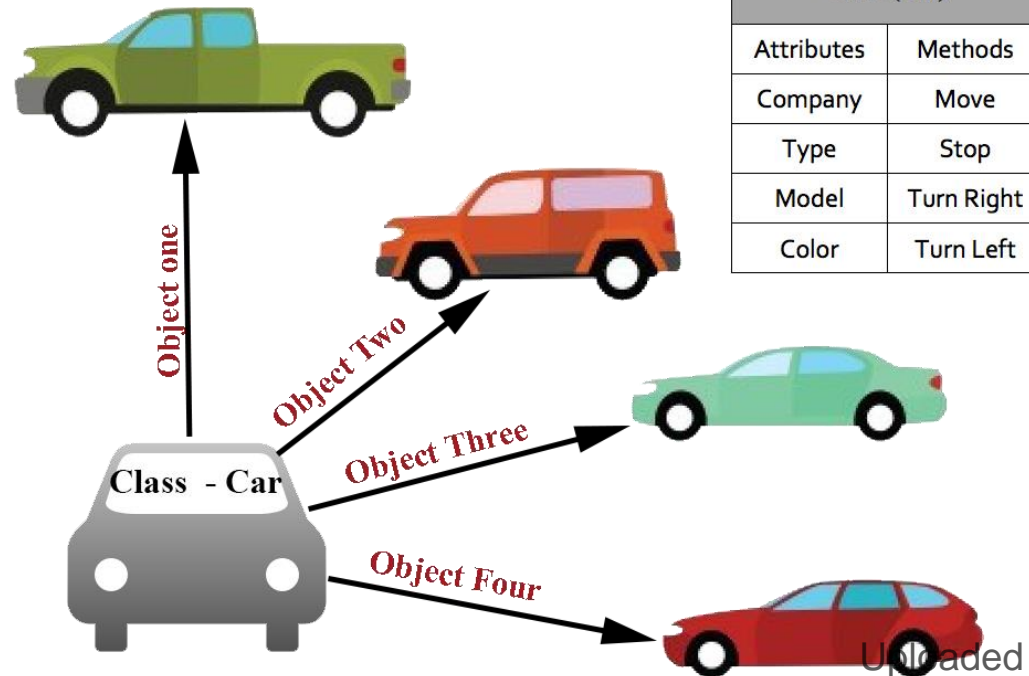 Attributes Methods
Company Move
Type Stop
Model Turn Right
Color Turn Left
Object one
Object Two
Object Three
Class - Car
Object Four
Uploaded